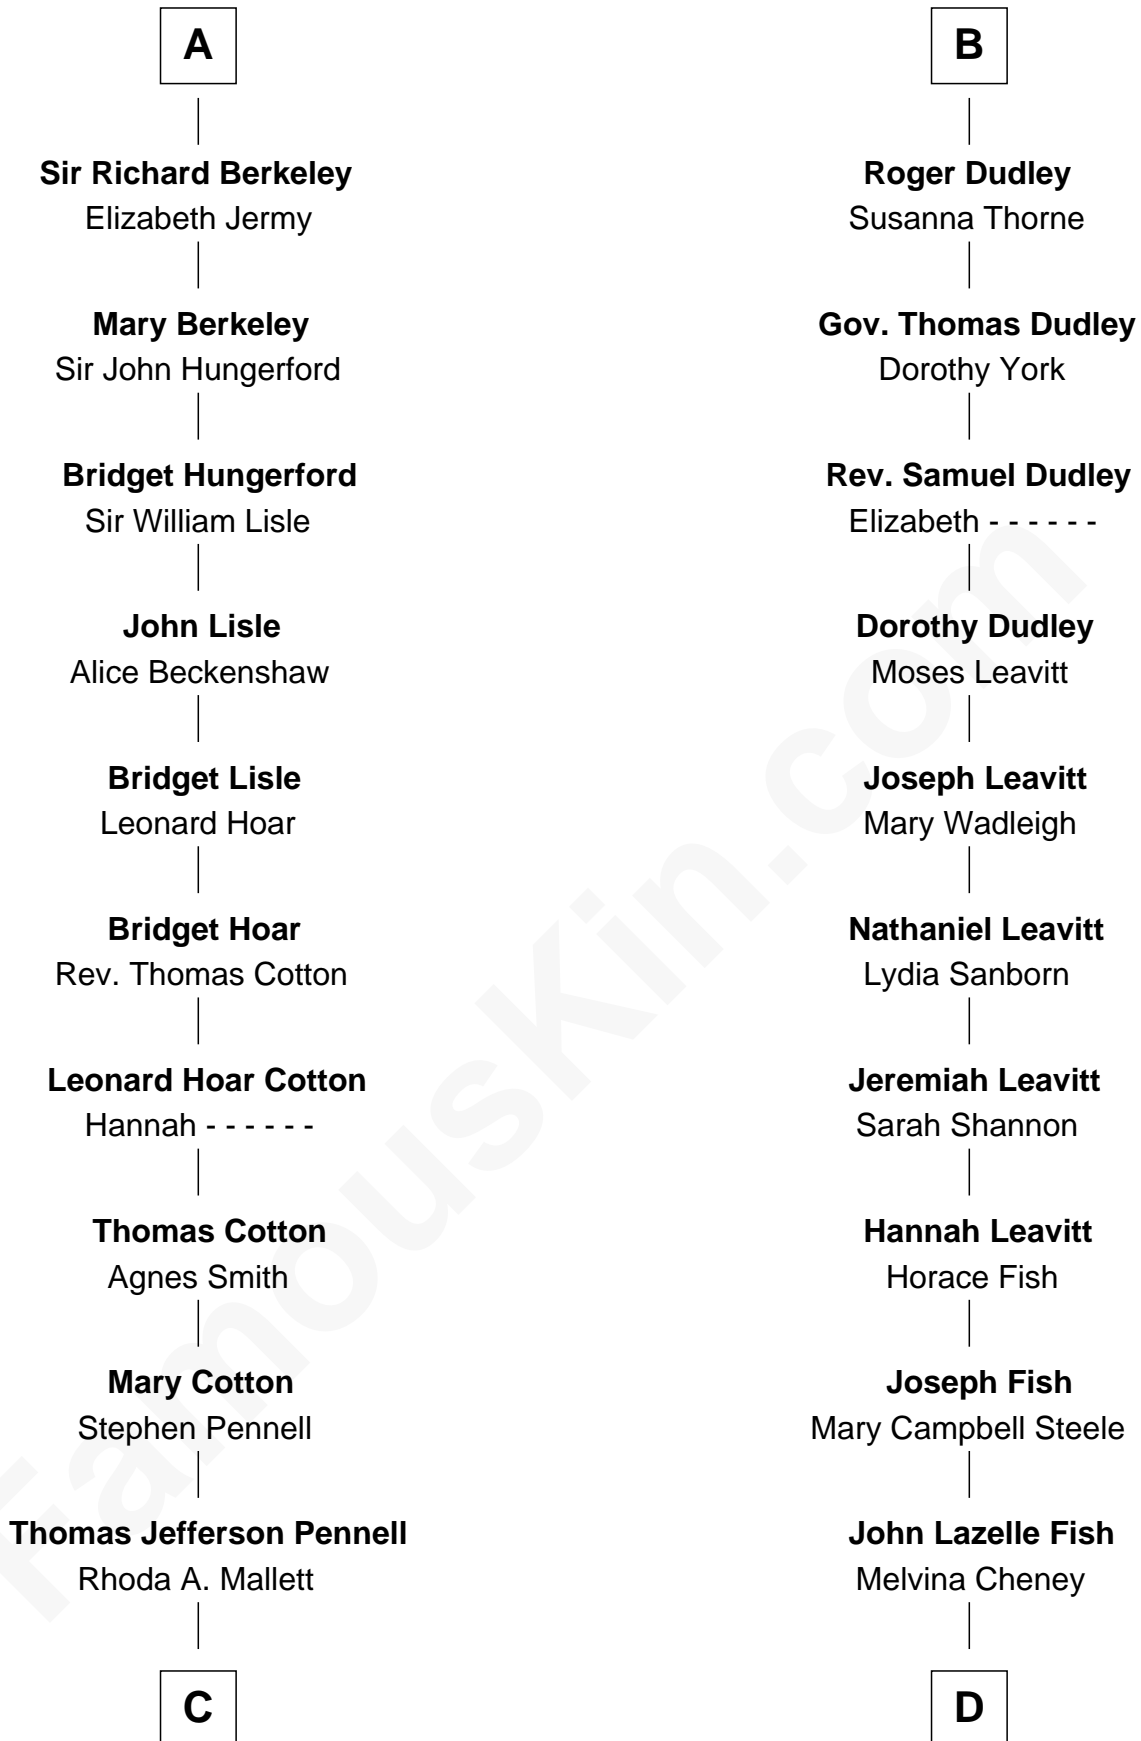 A
Sir Richard Berkeley
Elizabeth Jermy
Mary Berkeley
Sir John Hungerford
Bridget Hungerford
Sir William Lisle
John Lisle
Alice Beckenshaw
Bridget Lisle
Leonard Hoar
Bridget Hoar
Rev. Thomas Cotton
Leonard Hoar Cotton
Hannah - - - - - -
Thomas Cotton
Agnes Smith
Mary Cotton
Stephen Pennell
Thomas Jefferson Pennell
Rhoda A. Mallett
C
B
Roger Dudley
Susanna Thorne
Gov. Thomas Dudley
Dorothy York
Rev. Samuel Dudley
Elizabeth - - - - - -
Dorothy Dudley
Moses Leavitt
Joseph Leavitt
Mary Wadleigh
Nathaniel Leavitt
Lydia Sanborn
Jeremiah Leavitt
Sarah Shannon
Hannah Leavitt
Horace Fish
Joseph Fish
Mary Campbell Steele
John Lazelle Fish
Melvina Cheney
D
FamousKin.com